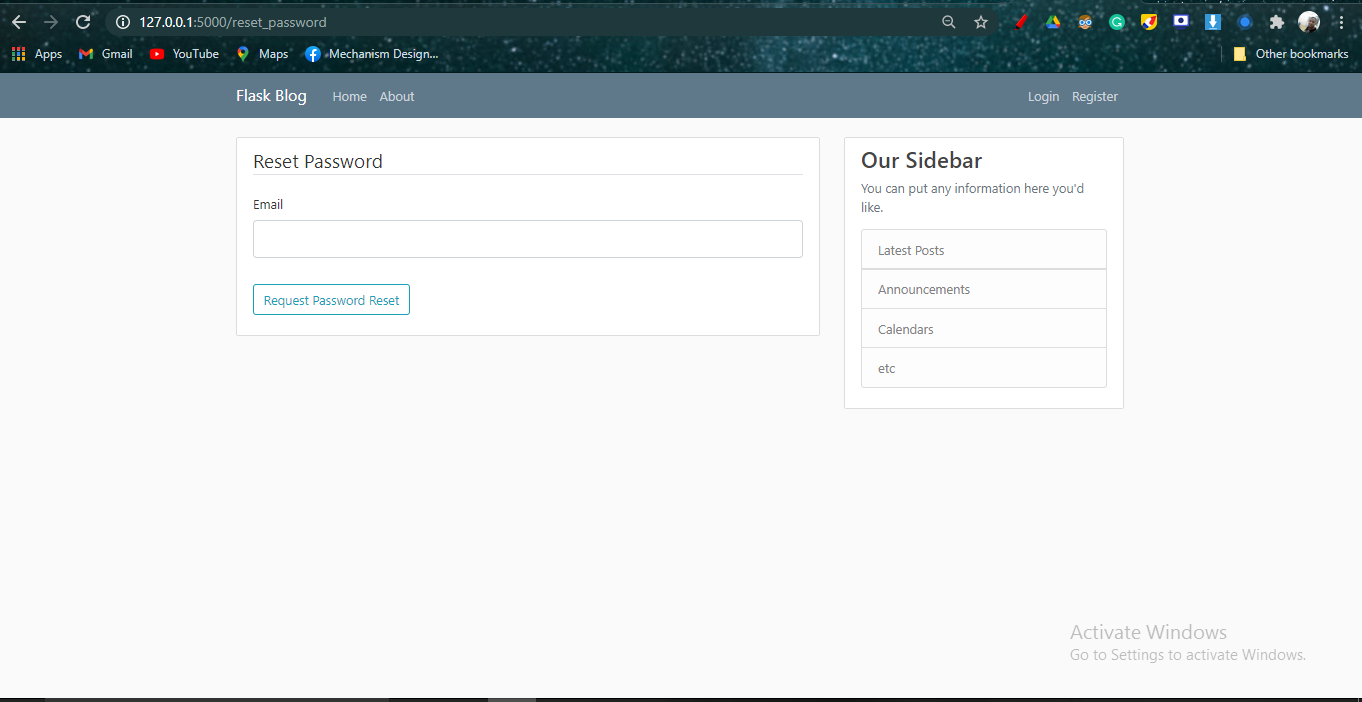 127.0.0.1:5000/reset_password
Apps Gmail YouTube Maps Mechanism Design... Other bookmarks
Flask Blog Home About Login Register
Reset Password
Email
Request Password Reset
Our Sidebar
You can put any information here you'd
like.
Latest Posts
Announcements
Calendars
etc
Activate Windows
Go to Settings to activate Windows.